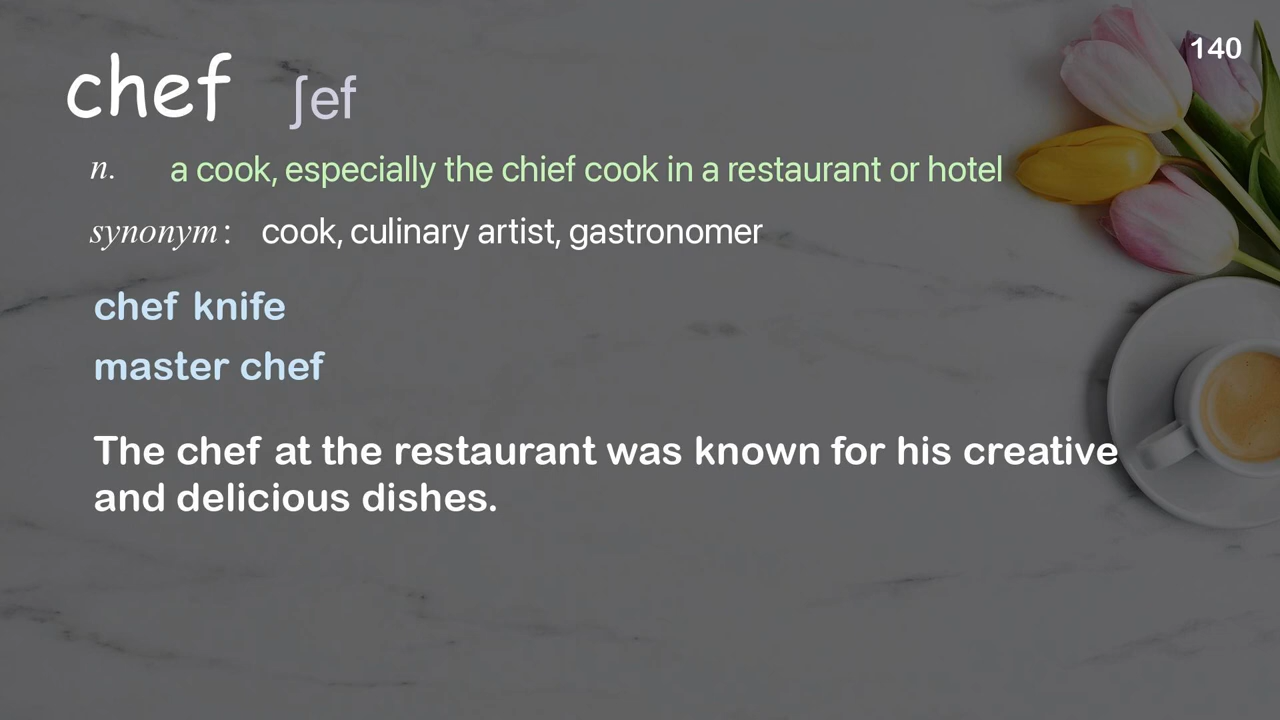 140
chef ʃef
n. a cook, especially the chief cook in a restaurant or hotel
synonym: cook, culinary artist, gastronomer
chef knife
master chef
The chef at the restaurant was known for his creative
and delicious dishes.